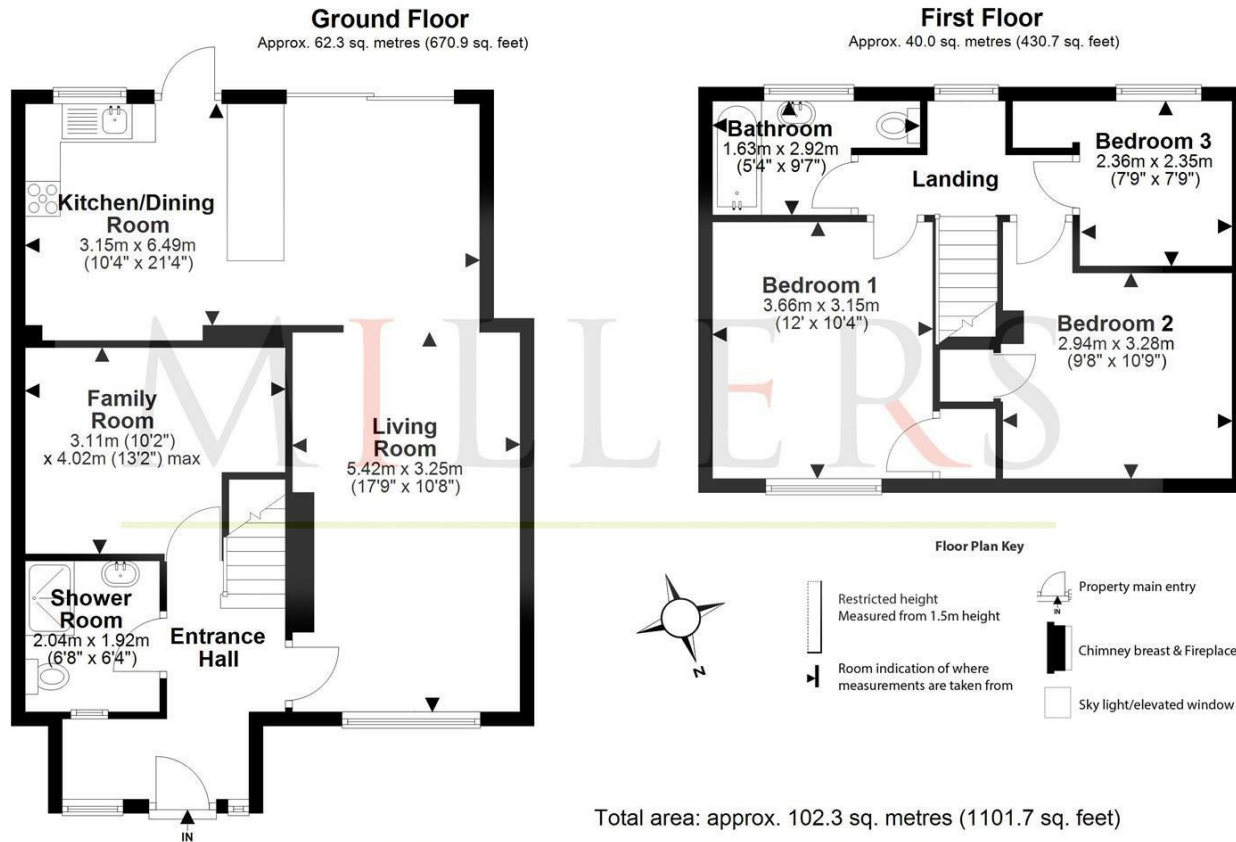 Ground Floor
Approx. 62.3 sq. metres (670.9 sq. feet)
First Floor
Approx. 40.0 sq. metres (430.7 sq. feet)
Kitchen/Dining
Room
3.15m x 6.49m
(10'4" x 21'4")
Family
Room
3.11m (10'2")
x 4.02m (13'2") max
Living
Room
5.42m x 3.25m
(17'9" x 10'8")
Shower
Room
2.04m x 1.92m
(6'8" x 6'4")
Entrance
Hall
IN
Bathroom
1.63m x 2.92m
(5'4" x 9'7")
Landing
Bedroom 3
2.36m x 2.35m
(7'9" x 7'9")
Bedroom 1
3.66m x 3.15m
(12' x 10'4")
Bedroom 2
2.94m x 3.28m
(9'8" x 10'9")
MILLERS
Floor Plan Key
N
Restricted height
Measured from 1.5m height
Room indication of where
measurements are taken from
Property main entry
IN
Chimney breast & Fireplace
Sky light/elevated window
Total area: approx. 102.3 sq. metres (1101.7 sq. feet)